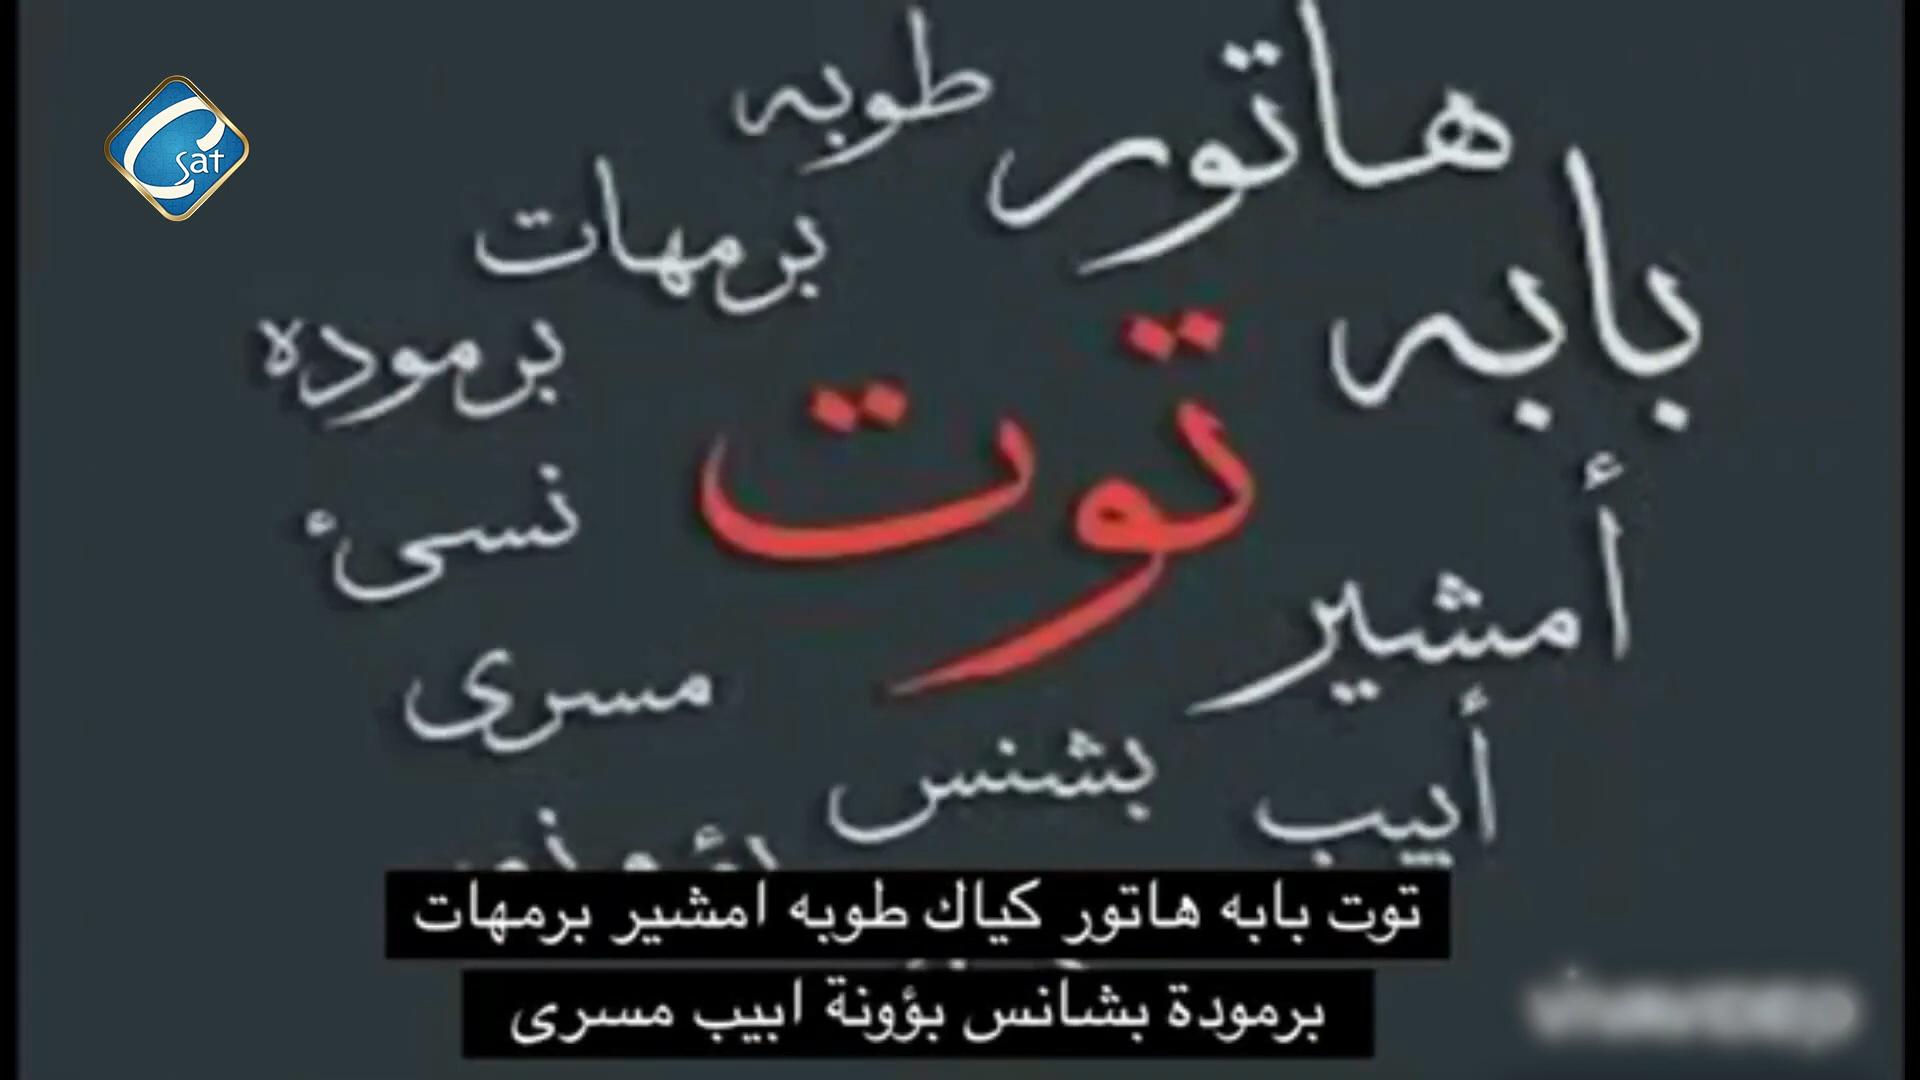 C sat
طوبه
هاتور
برمهات
بابه
برموده
توت
نسىء
أمشير
مسرى
بشنس
أبيب
توت بابه هاتور كياك طوبه امشير برمهات
برمودة بشانس بؤونة ابيب مسرى